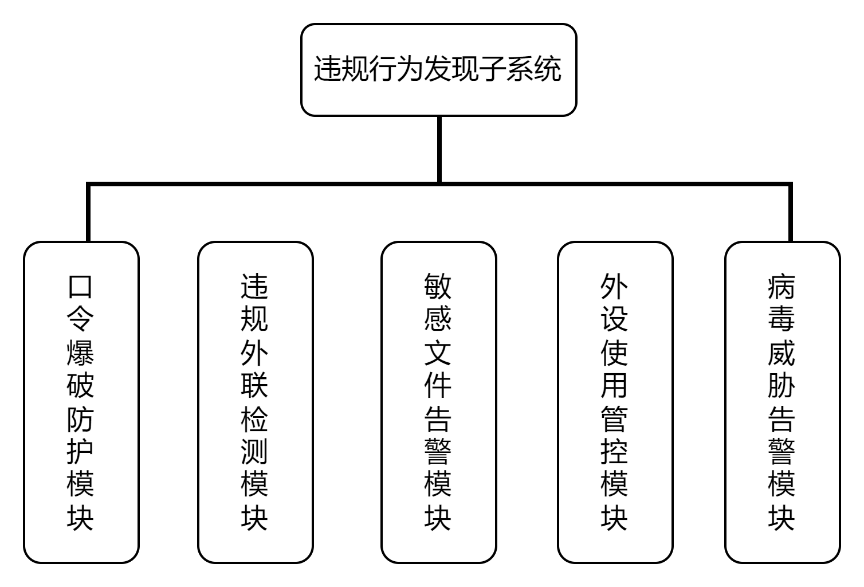 违规行为发现子系统
口令爆破防护模块
违规外联检测模块
敏感文件告警模块
外设使用管控模块
病毒威胁告警模块